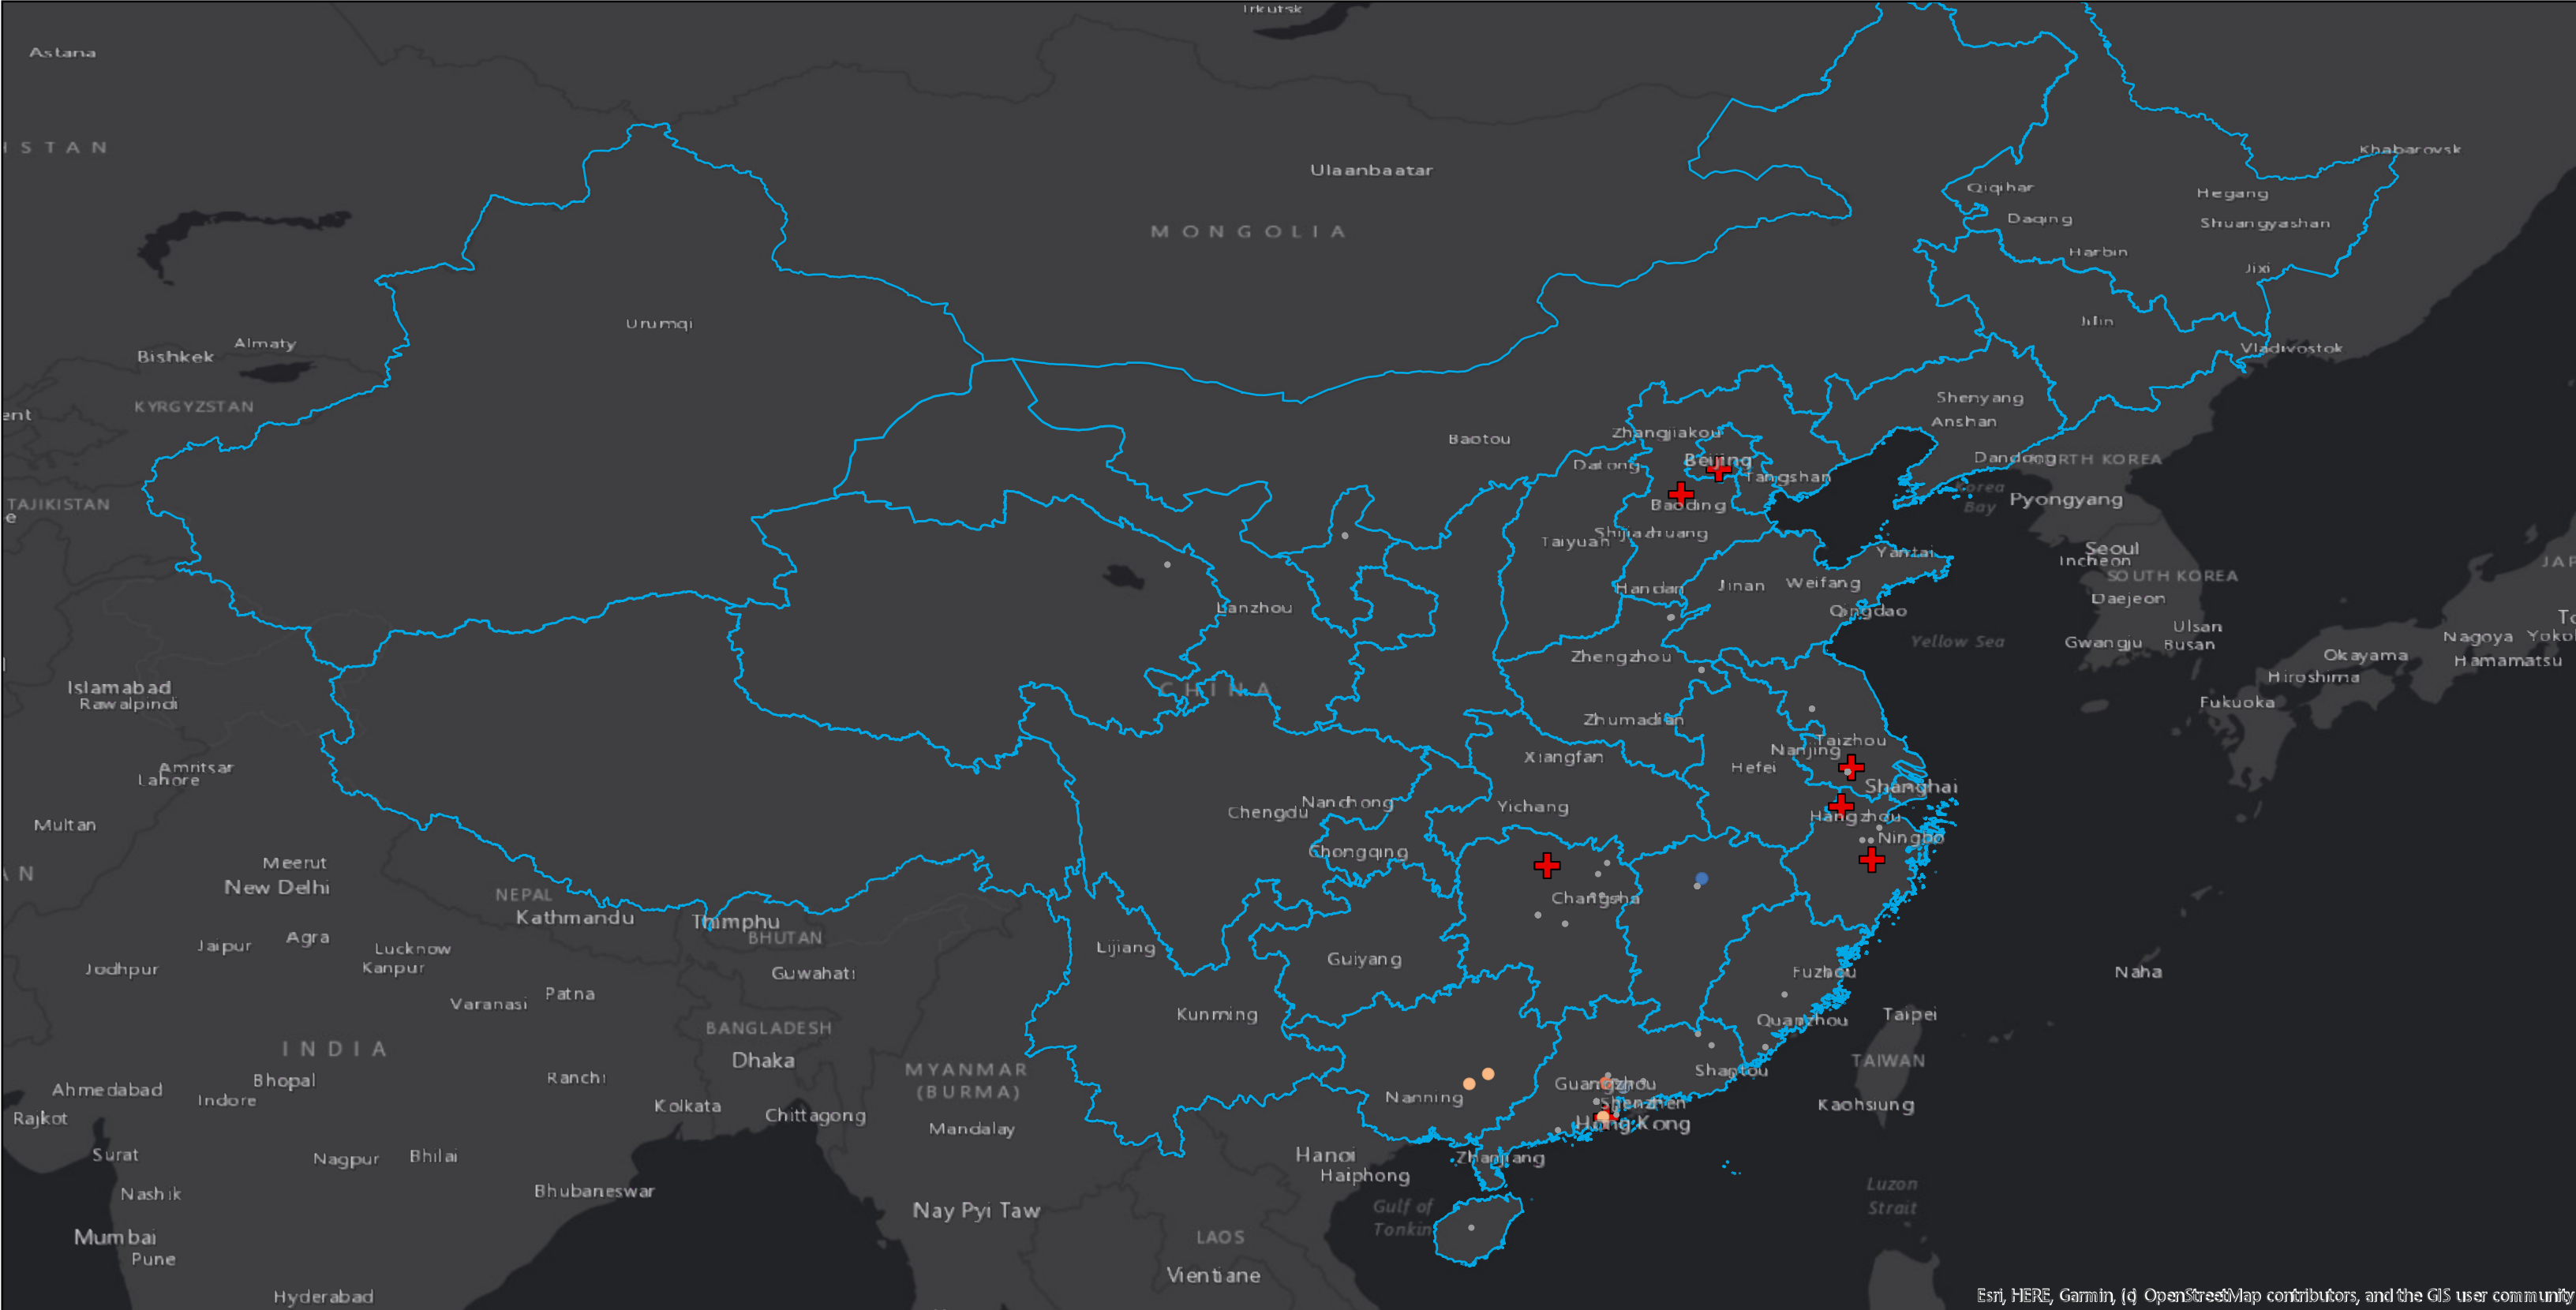 Irkutsk
Astana
Khabarovsk
Ulaanbaatar
Qiqihar
Hegang
Daqing
Shuangyashan
MONGOLIA
Harbin
Jixi
Urumqi
Jilin
Bishkek
Almaty
Vladivostok
KYRGYZSTAN
Shenyang
Anshan
Zhangjiakou
Baotou
Beijing
Datong
Dandong
Tangshan
TAJIKISTAN
Baoding
Korea
Bay
Pyongyang
Shijiazhuang
Taiyuan
Yantai
Seoul
Incheon
SOUTH KOREA
Handan
Jinan
Weifang
Daejeon
Lanzhou
Qingdao
Ulsan
Yellow Sea
Gwangju
Busan
Nagoya
Zhengzhou
Okayama
Hamamatsu
Hiroshima
Islamabad
CHINA
Rawalpindi
Fukuoka
Zhumadian
Taizhou
Nanjing
Xiangfan
Hefei
Amritsar
Lahore
Shanghai
Nanchong
Yichang
Chengdu
Hangzhou
Multan
Ningbo
Chongqing
Meerut
New Delhi
NEPAL
Changsha
Kathmandu
Thimphu
BHUTAN
Agra
Jaipur
Lucknow
Lijiang
Guiyang
Kanpur
Jodhpur
Guwahati
Fuzhou
Naha
Patna
Varanasi
Kunming
Quanzhou
Taipei
BANGLADESH
INDIA
Dhaka
TAIWAN
MYANMAR
(BURMA)
Shantou
Bhopal
Ranchi
Guangzhou
Ahmedabad
Indore
Nanning
Shenzhen
Kolkata
Kaohsiung
Rajkot
Chittagong
Hong Kong
Mandalay
Surat
Nagpur
Bhilai
Hanoi
Zhanjiang
Haiphong
Nashik
Bhubaneswar
Luzon
Strait
Nay Pyi Taw
Gulf of
Tonkin
Mumbai
LAOS
Pune
Vientiane
Hyderabad
Esri, HERE, Garmin, (c) OpenStreetMap contributors, and the GIS user community